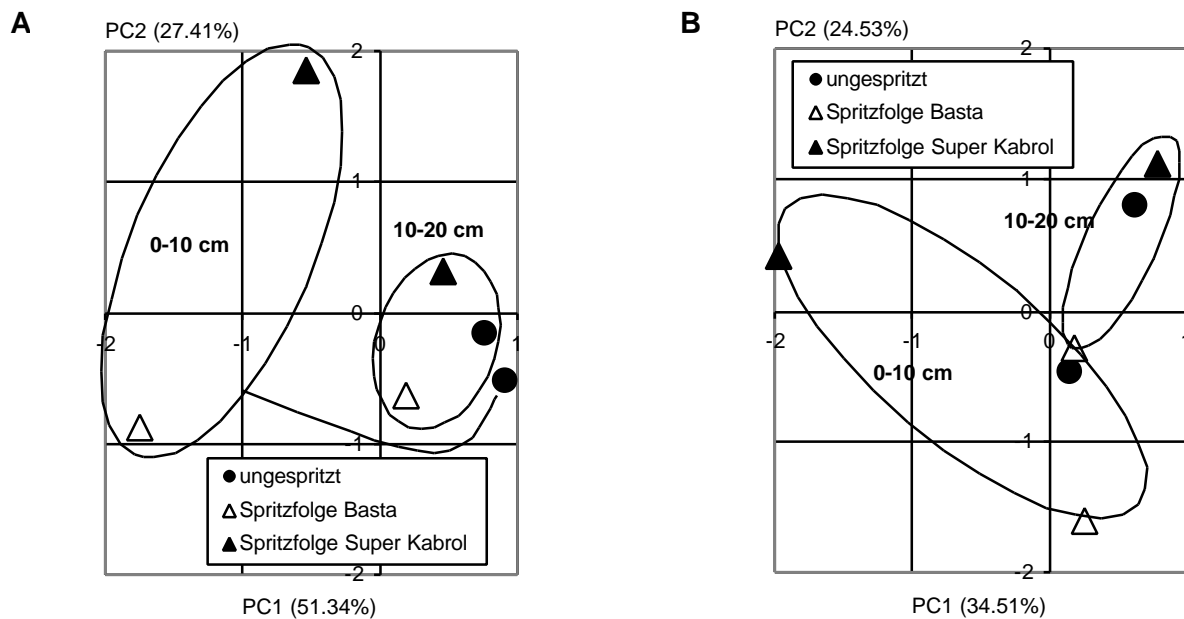 A
PC2 (27.41%)
2
1
10-20 cm
0-10 cm
0
-2
-1
0
1
-1
ungespritzt
Spritzfolge Basta
Spritzfolge Super Kabrol
-2
PC1 (51.34%)
B
PC2 (24.53%)
2
ungespritzt
Spritzfolge Basta
Spritzfolge Super Kabrol
1
10-20 cm
0
-2
-1
0
1
0-10 cm
-1
-2
PC1 (34.51%)